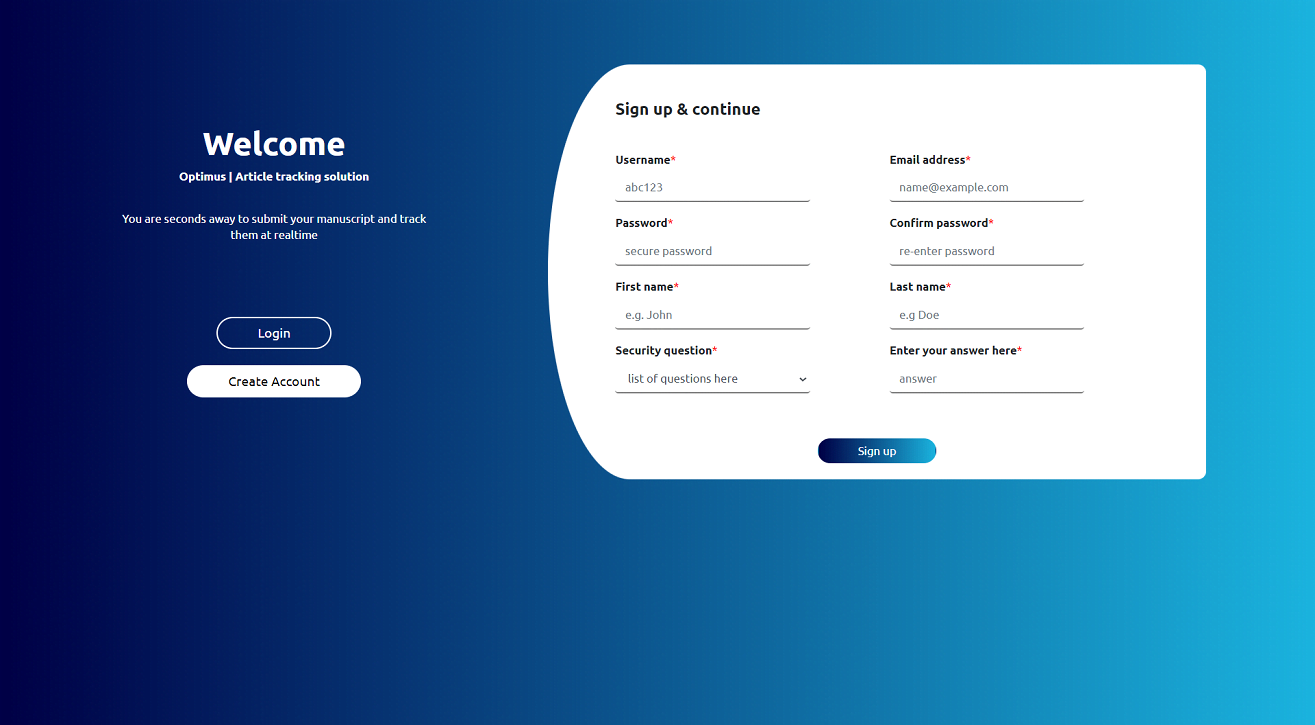 Welcome
Optimus | Article tracking solution
You are seconds away to submit your manuscript and track
them at realtime
Login
Create Account
Sign up & continue
Username*
Email address*
abc123
name@example.com
Password*
Confirm password*
secure password
re-enter password
First name*
Last name*
e.g. John
e.g Doe
Security question*
Enter your answer here*
list of questions here
answer
Sign up